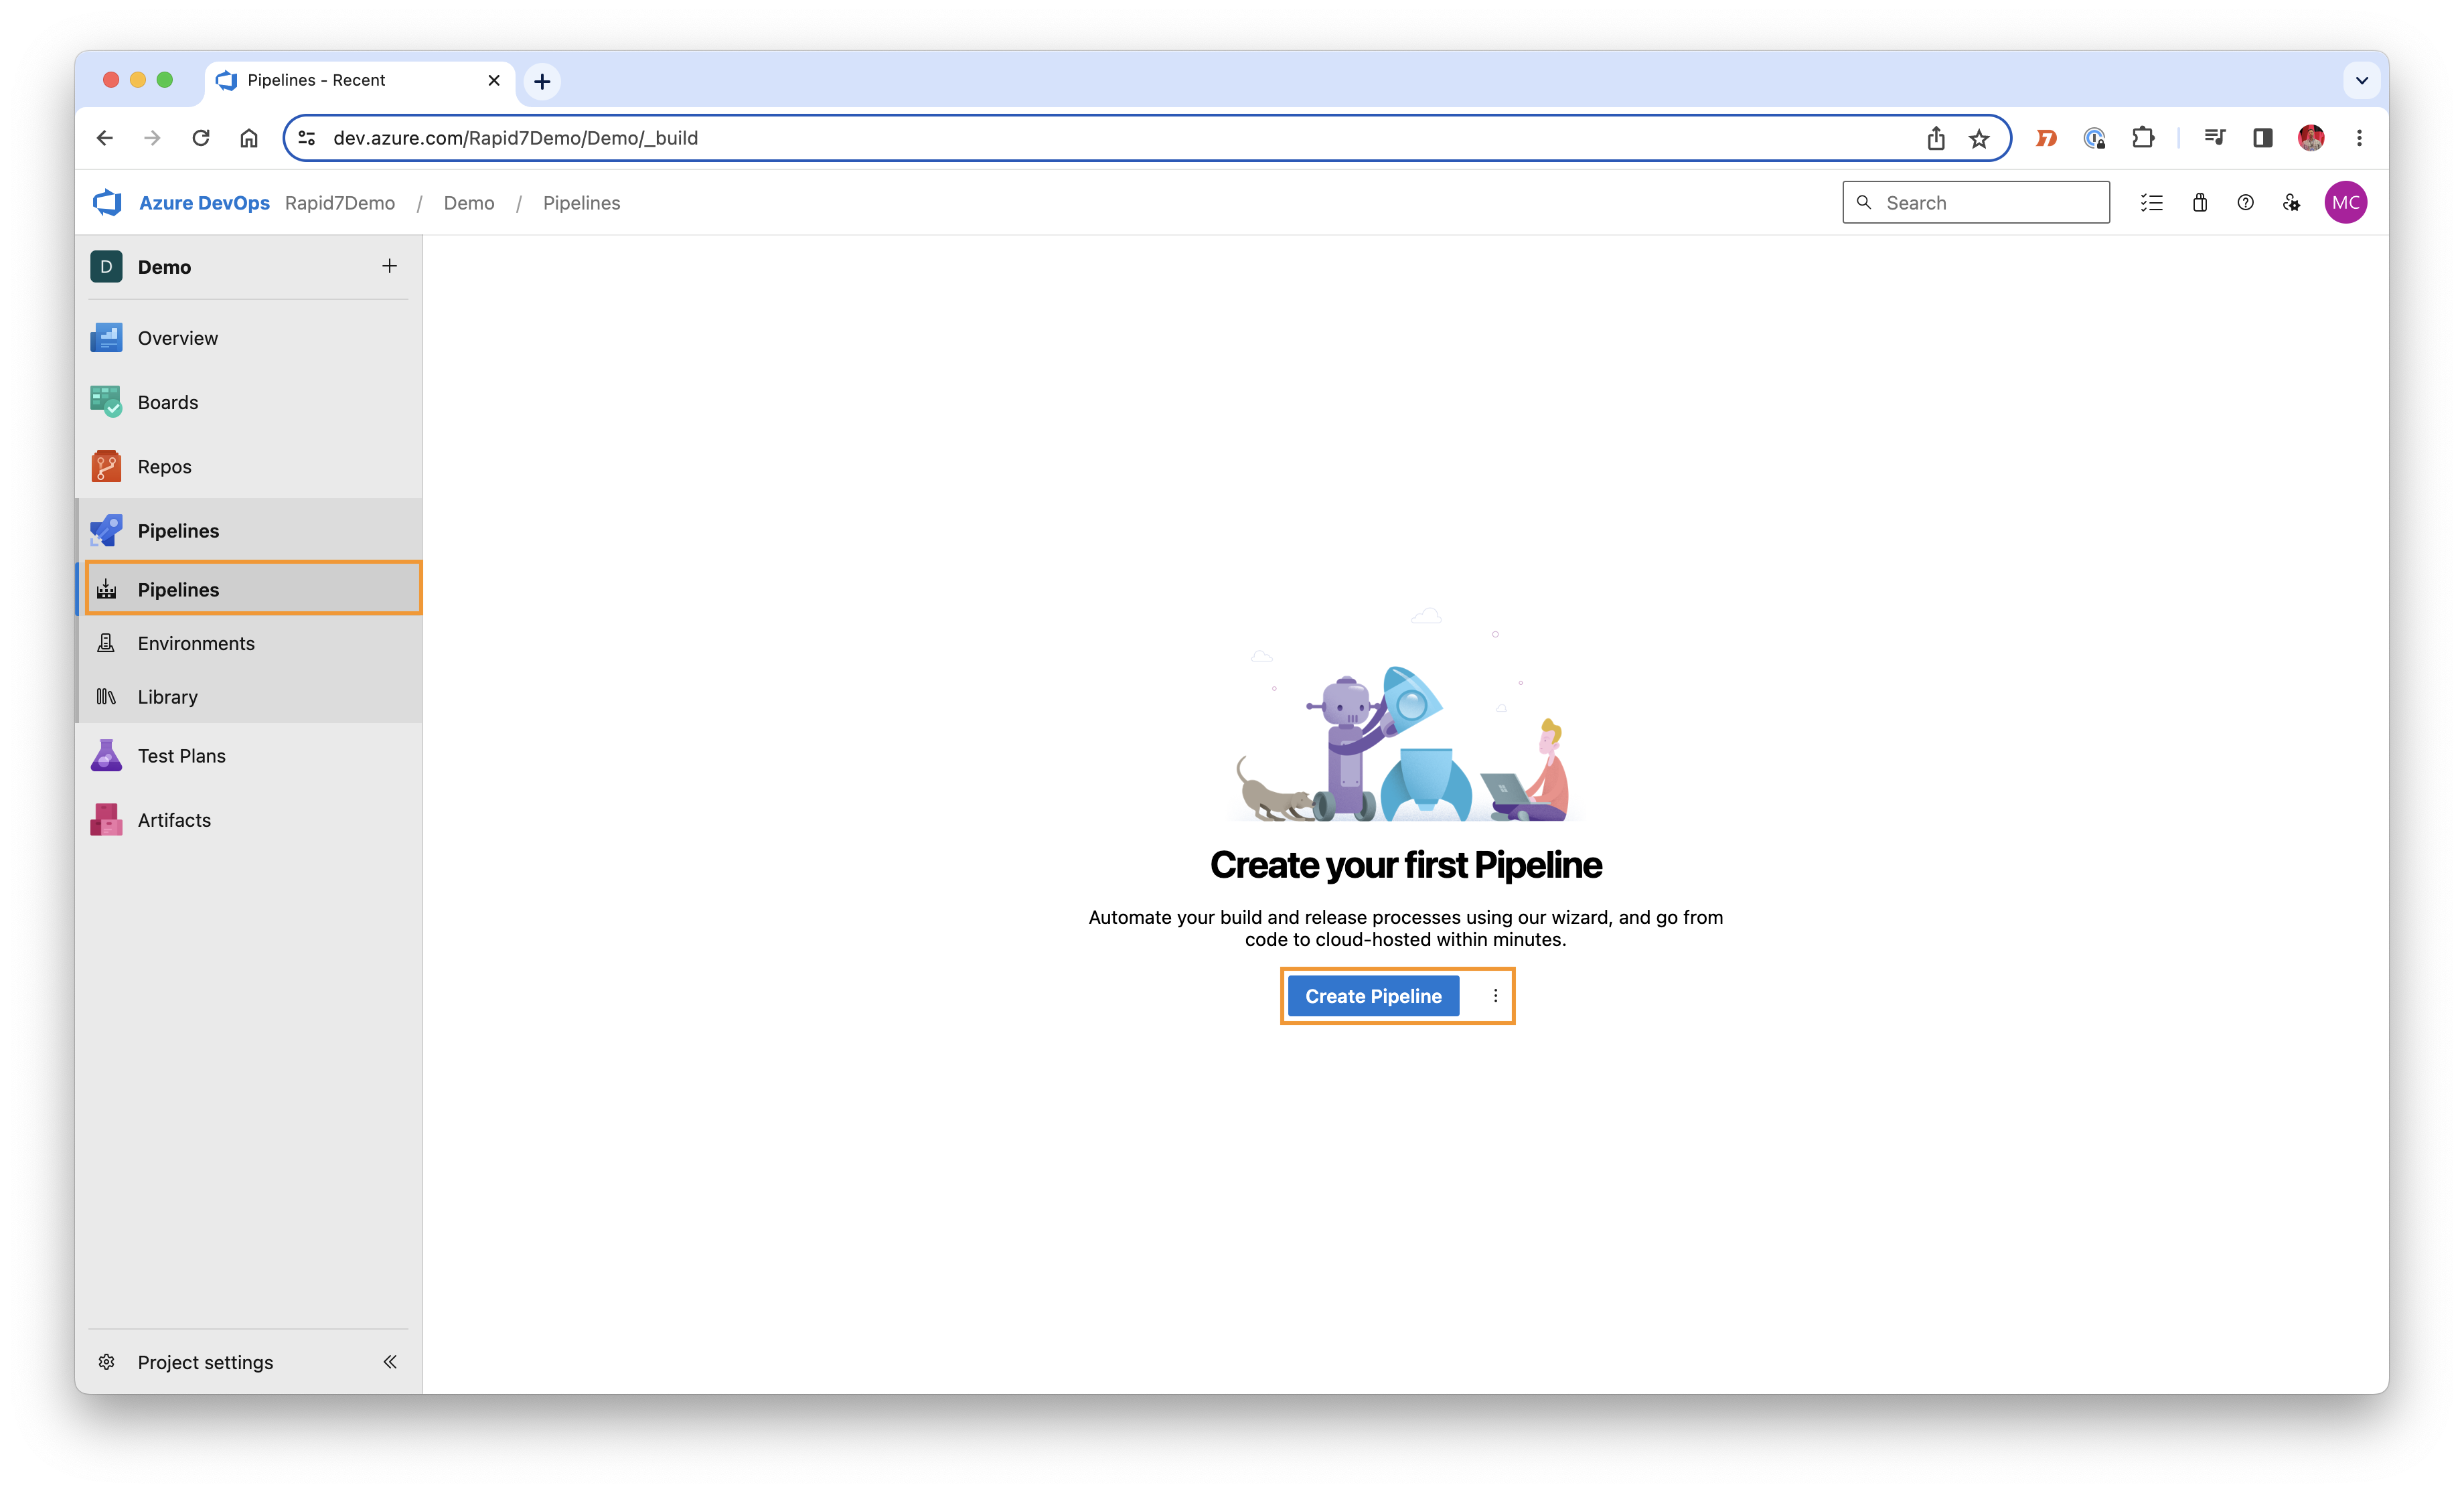 Pipelines - Recent
dev.azure.com/Rapid7Demo/Demo/_build
Azure DevOps Rapid7Demo / Demo / Pipelines
Search
MC
D Demo
Overview
Boards
Repos
Pipelines
Pipelines
Environments
Library
Test Plans
Artifacts
Create your first Pipeline
Automate your build and release processes using our wizard, and go from
code to cloud-hosted within minutes.
Create Pipeline
Project settings